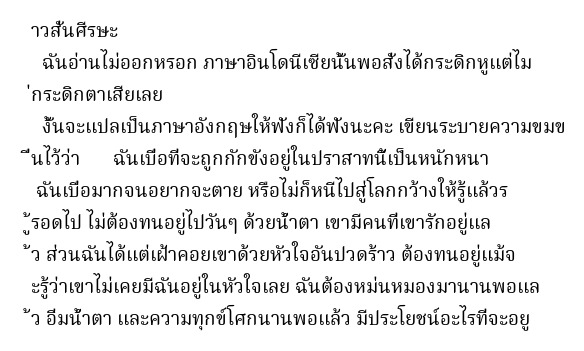 าวสั่นศีรษะ
ฉันอ่านไม่ออกหรอก ภาษาอินโดนีเซียนั้นพอสั่งได้กระดิกหูแต่ไม
่กระดิกตาเสียเลย
งั้นจะแปลเป็นภาษาอังกฤษให้ฟังก็ได้ฟังนะคะ เขียนระบายความขมข
ื่นไว้ว่า ฉันเบื่อที่จะถูกกักขังอยู่ในปราสาทนี้เป็นหนักหนา
ฉันเบื่อมากจนอยากจะตาย หรือไม่ก็หนีไปสู่โลกกว้างให้รู้แล้วร
ู้รอดไป ไม่ต้องทนอยู่ไปวันๆ ด้วยน้ำตา เขามีคนที่เขารักอยู่แล
้ว ส่วนฉันได้แต่เฝ้าคอยเขาด้วยหัวใจอันปวดร้าว ต้องทนอยู่แม้จ
ะรู้ว่าเขาไม่เคยมีฉันอยู่ในหัวใจเลย ฉันต้องหม่นหมองมานานพอแล
้ว อิ่มน้ำตา และความทุกข์โศกนานพอแล้ว มีประโยชน์อะไรที่จะอยู